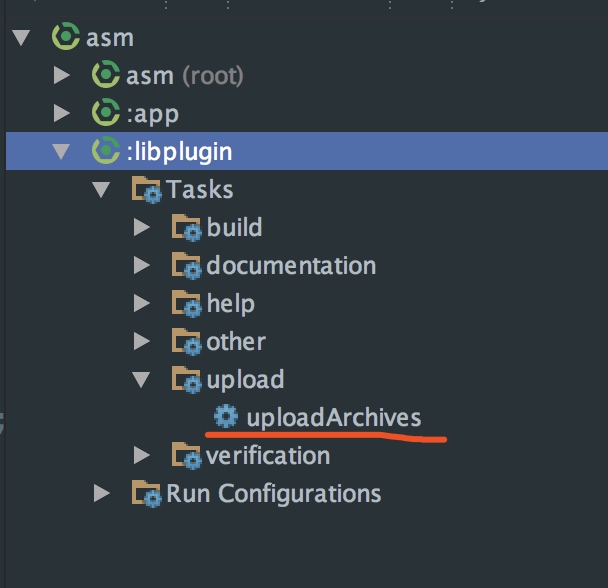 asm
asm (root)
:app
:libplugin
Tasks
build
documentation
help
other
upload
uploadArchives
verification
Run Configurations